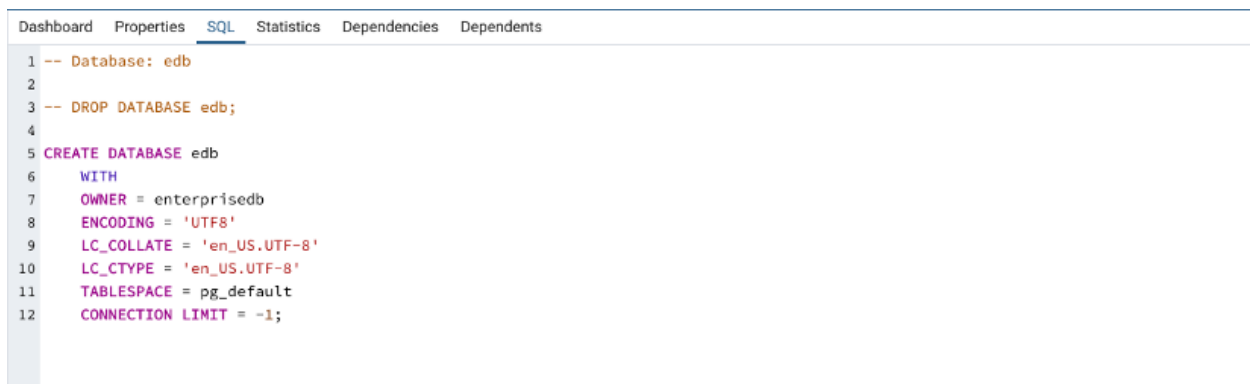 Dashboard Properties SQL Statistics Dependencies Dependents
1 -- Database: edb
2
3 -- DROP DATABASE edb;
4
5 CREATE DATABASE edb
6 WITH
7 OWNER = enterprisedb
8 ENCODING = 'UTF8'
9 LC_COLLATE = 'en_US.UTF-8'
10 LC_CTYPE = 'en_US.UTF-8'
11 TABLESPACE = pg_default
12 CONNECTION LIMIT = -1;